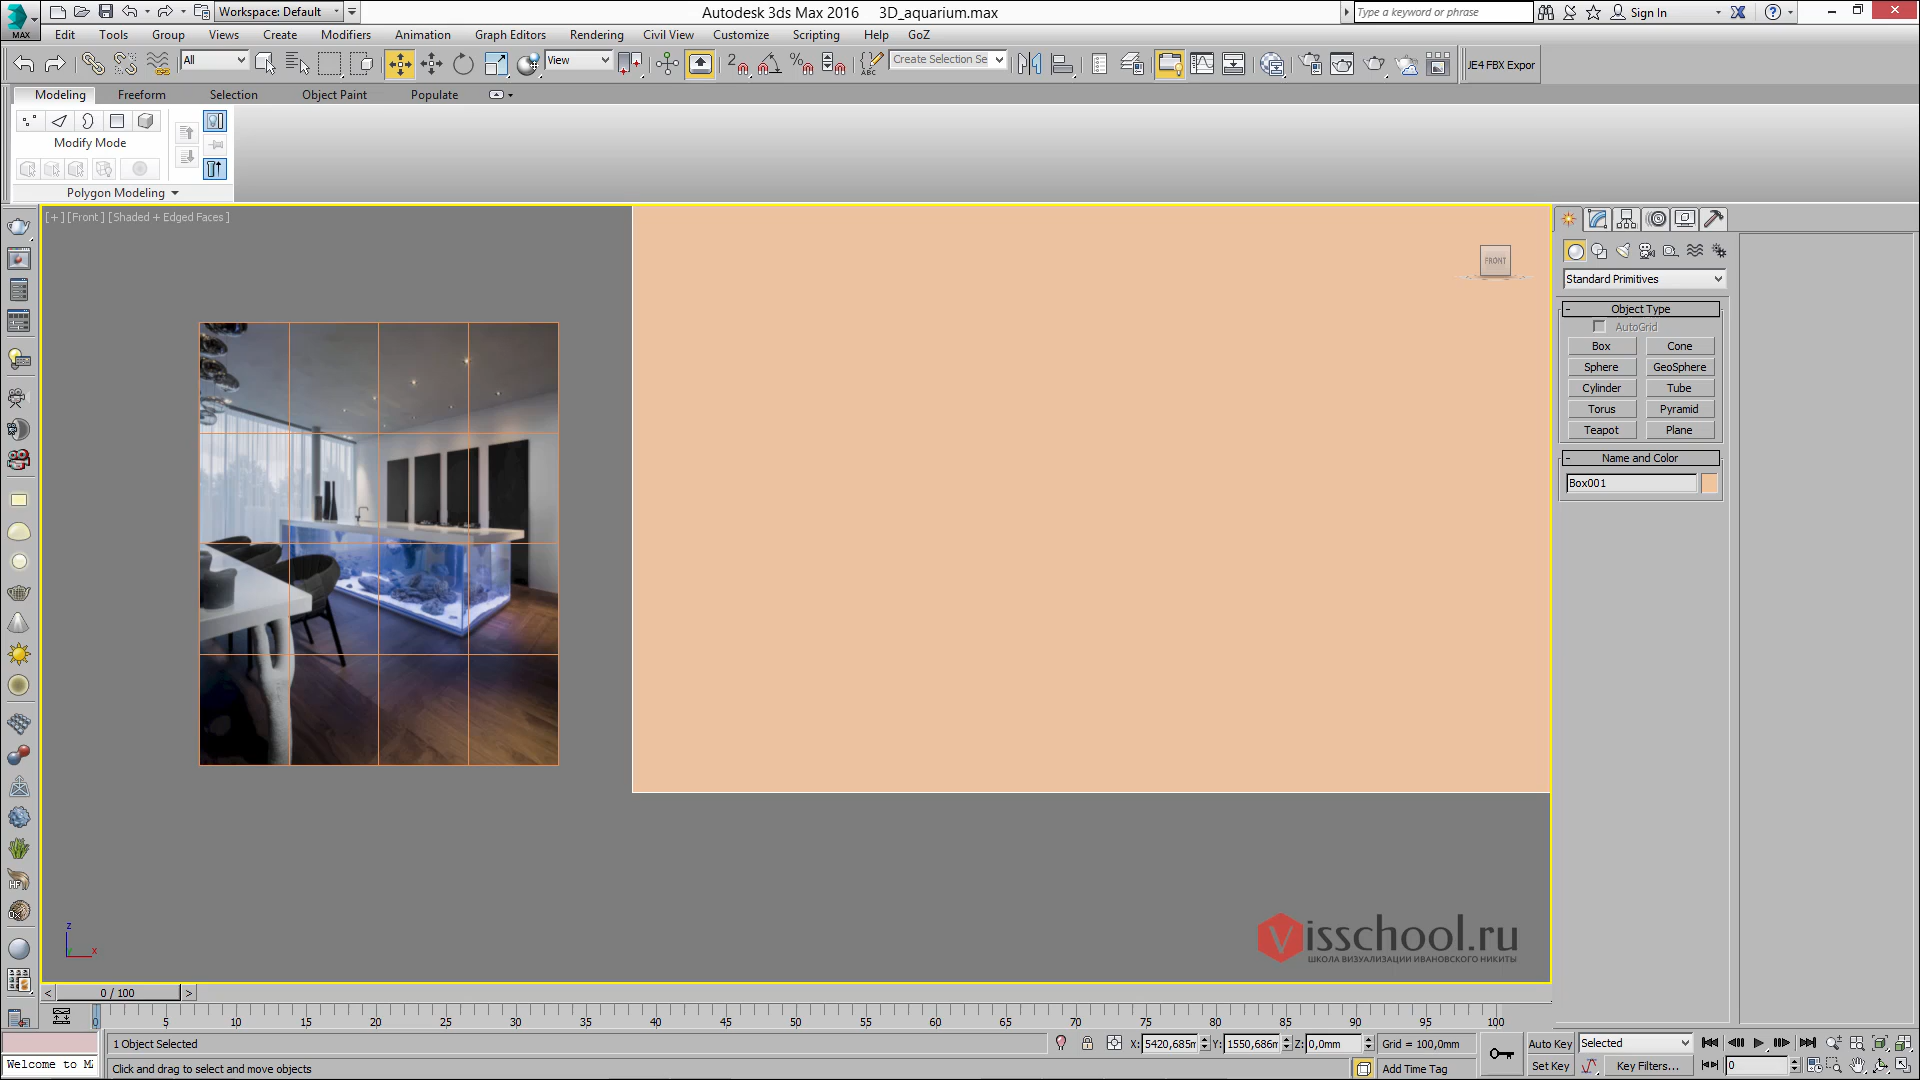 Workspace: Default
Autodesk 3ds Max 2016 3D_aquarium.max
Type a keyword or phrase
Sign In
MAX
Edit Tools Group Views Create Modifiers Animation Graph Editors Rendering Civil View Customize Scripting Help GoZ
All
View
Create Selection Se
ABC
JE4 FBX Expor
Modeling Freeform Selection Object Paint Populate
Modify Mode
Polygon Modeling
[+] [Front] [Shaded + Edged Faces]
FRONT
Standard Primitives
- Object Type
AutoGrid
Box Cone
Sphere GeoSphere
Cylinder Tube
Torus Pyramid
Teapot Plane
- Name and Color
Box001
z
x
Visschool.ru
ШКОЛА ВИЗУАЛИЗАЦИИ ИВАНОВСКОГО НИКИТЫ
< 0 / 100 >
0 5 10 15 20 25 30 35 40 45 50 55 60 65 70 75 80 85 90 95 100
1 Object Selected
X: 5420,685m Y: 1550,686m Z: 0,0mm
Grid = 100,0mm
Auto Key
Selected
Welcome to M
Click and drag to select and move objects
Add Time Tag
Set Key
Key Filters...
0